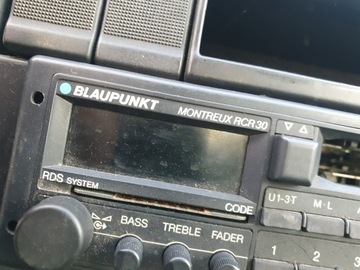 BLAUPUNKT
MONTREUX RCR 30
RDS SYSTEM
CODE
U1-3T M·L
BASS TREBLE FADER
1 2 3